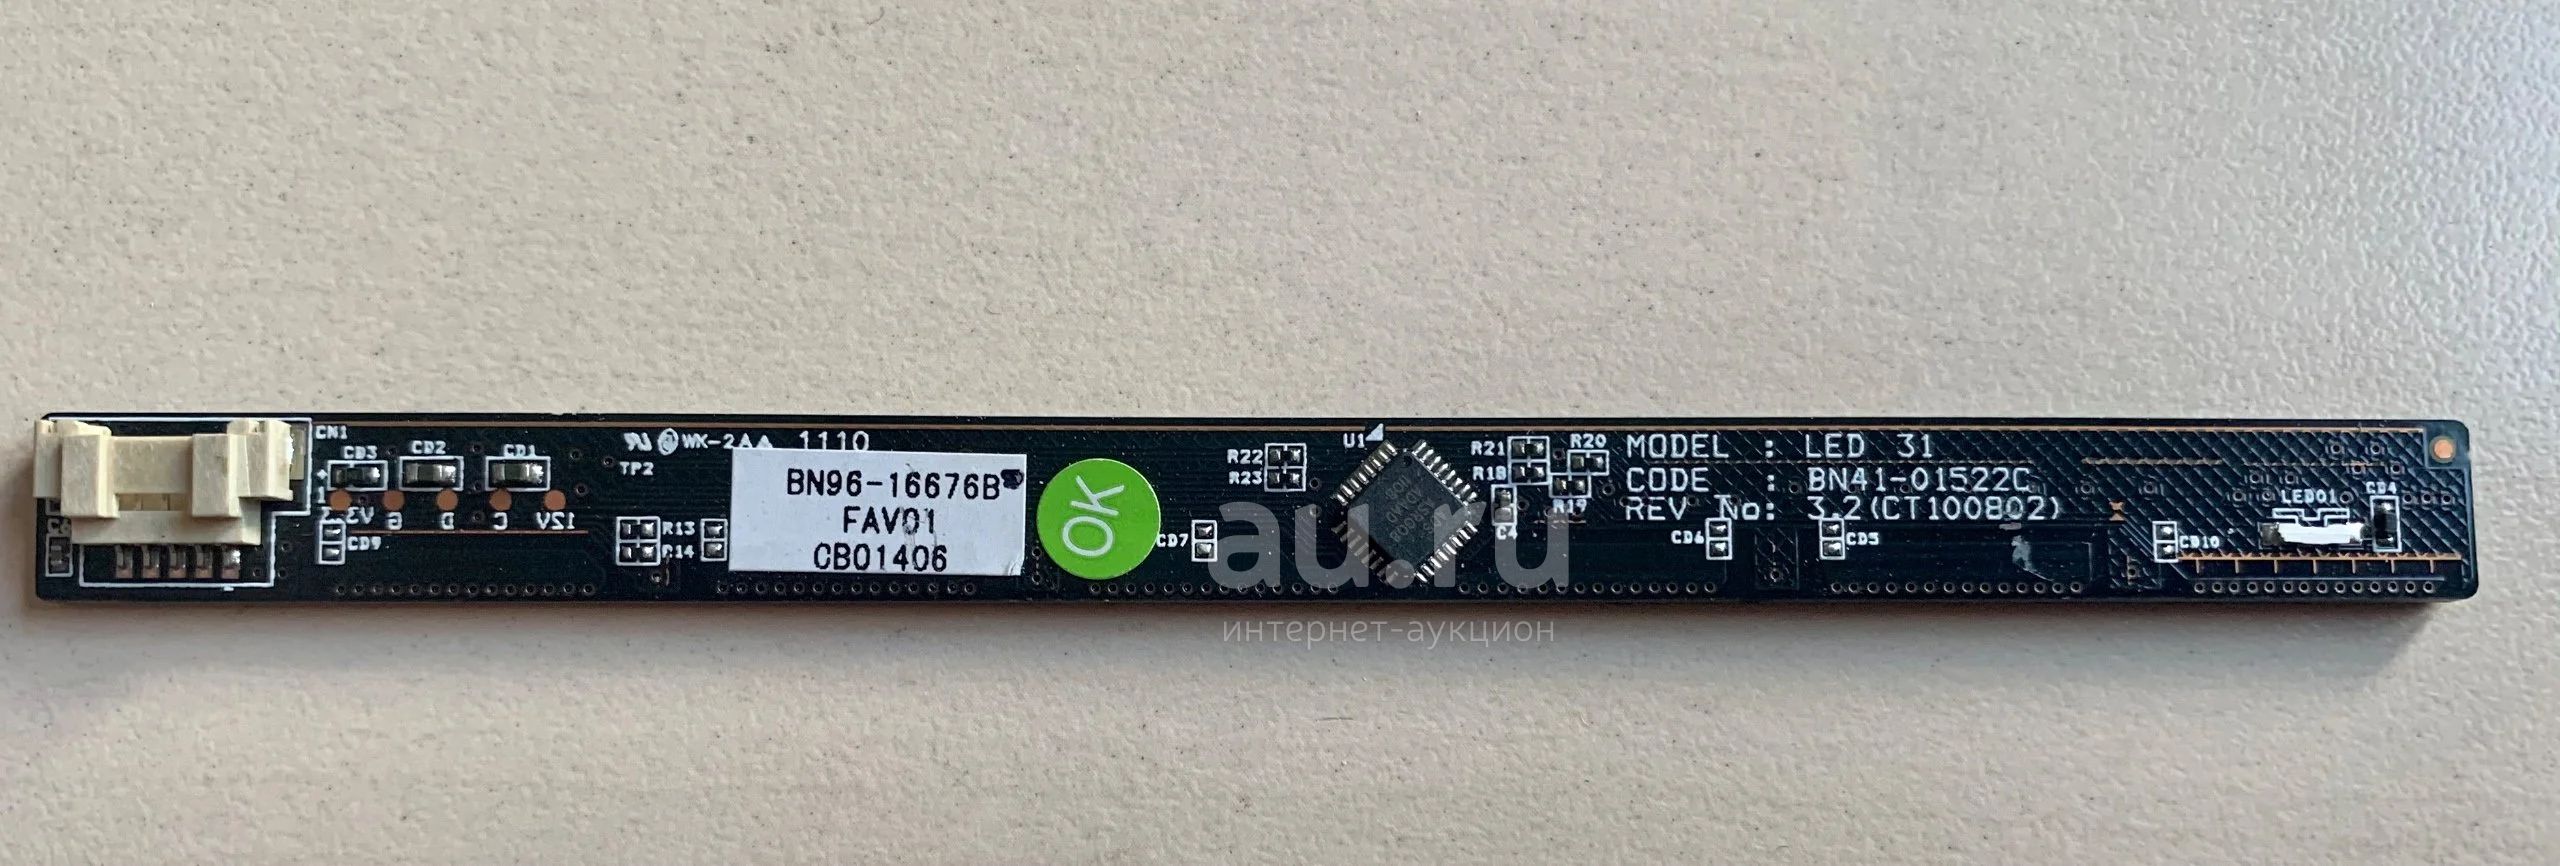 CN1
CD3
CD2
CD1
WK-2AA 1110
TP2
CD9
R13
R14
12V
C
D
G
BN96-16676B
FAV01
CB01406
OK
CD7
R22
R23
U1
R21
R20
R18
R19
C4
MODEL : LED 31
CODE : BN41-01522C
REV No: 3.2(CT100802)
CD6
CD5
CD10
LED01
CD4
au.ru
интернет-аукцион